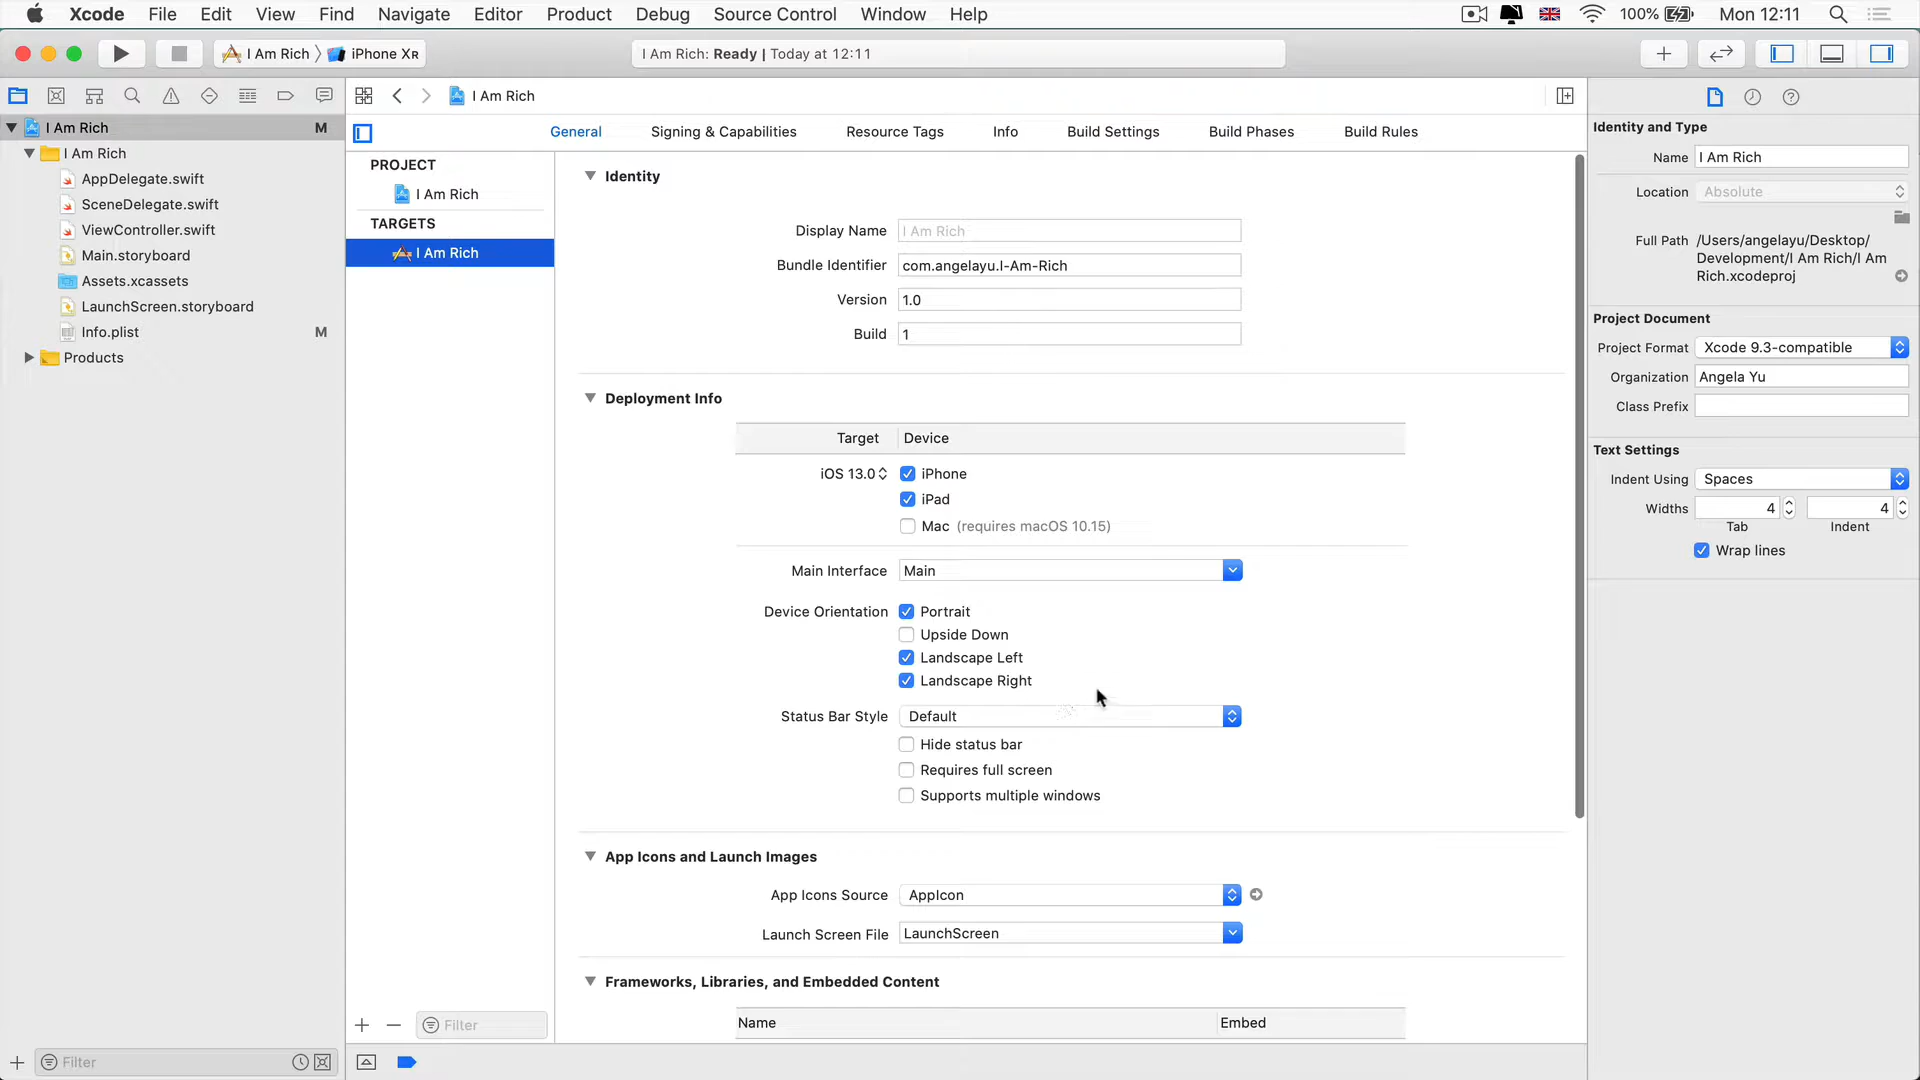 Xcode File Edit View Find Navigate Editor Product Debug Source Control Window Help 100% Mon 12:11
I Am Rich iPhone XR
I Am Rich: Ready | Today at 12:11
I Am Rich M
I Am Rich
AppDelegate.swift
SceneDelegate.swift
ViewController.swift
Main.storyboard
Assets.xcassets
LaunchScreen.storyboard
Info.plist M
Products
Filter
I Am Rich
General Signing & Capabilities Resource Tags Info Build Settings Build Phases Build Rules
PROJECT
I Am Rich
TARGETS
I Am Rich
Filter
Identity
Display Name I Am Rich
Bundle Identifier com.angelayu.I-Am-Rich
Version 1.0
Build 1
Deployment Info
Target Device
iOS 13.0 iPhone
iPad
Mac (requires macOS 10.15)
Main Interface Main
Device Orientation Portrait
Upside Down
Landscape Left
Landscape Right
Status Bar Style Default
Hide status bar
Requires full screen
Supports multiple windows
App Icons and Launch Images
App Icons Source AppIcon
Launch Screen File LaunchScreen
Frameworks, Libraries, and Embedded Content
Name Embed
Identity and Type
Name I Am Rich
Location Absolute
Full Path /Users/angelayu/Desktop/
Development/I Am Rich/I Am
Rich.xcodeproj
Project Document
Project Format Xcode 9.3-compatible
Organization Angela Yu
Class Prefix
Text Settings
Indent Using Spaces
Widths 4 4
Tab Indent
Wrap lines